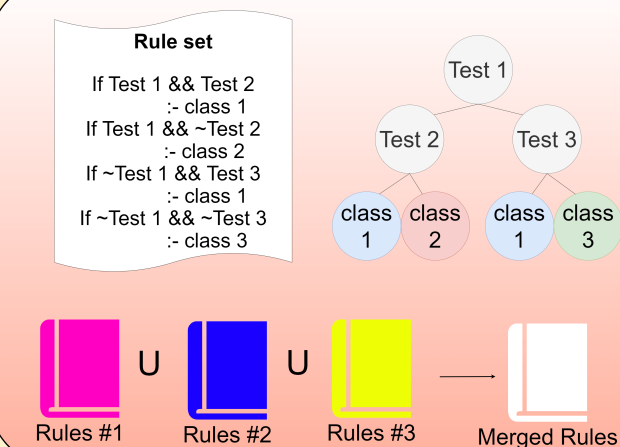 Rule set
If Test 1 && Test 2
:- class 1
If Test 1 && ~Test 2
:- class 2
If ~Test 1 && Test 3
:- class 1
If ~Test 1 && ~Test 3
:- class 3
Test 1
Test 2
Test 3
class
1
class
2
class
1
class
3
U
U
Rules #1
Rules #2
Rules #3
Merged Rules